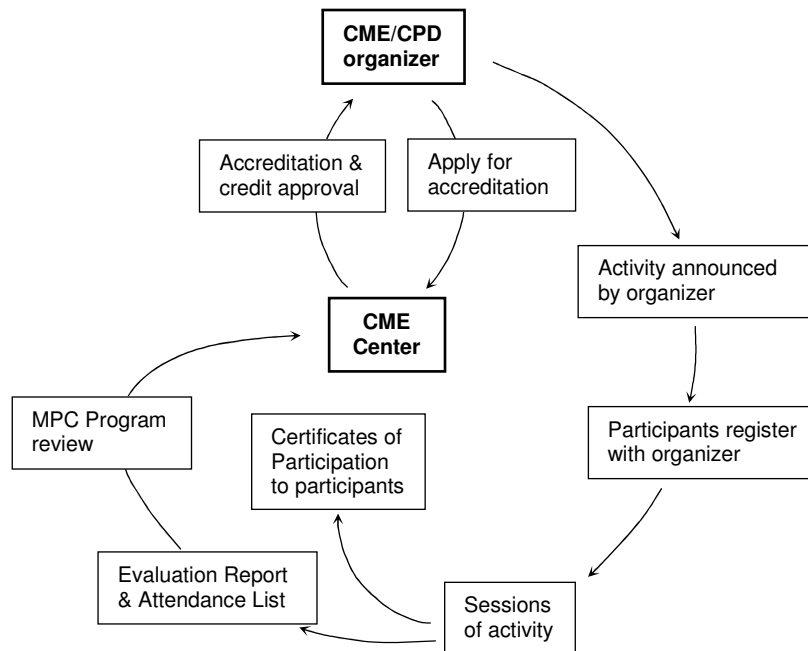 CME/CPD
organizer
Accreditation &
credit approval
Apply for
accreditation
Activity announced
by organizer
CME
Center
MPC Program
review
Certificates of
Participation
to participants
Participants register
with organizer
Evaluation Report
& Attendance List
Sessions
of activity